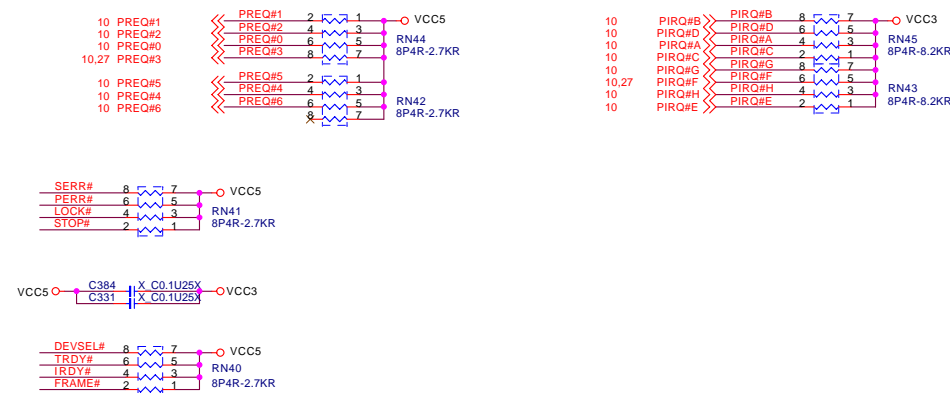 10 PREQ#1 PREQ#1 2 1 VCC5
10 PREQ#2 PREQ#2 4 3
10 PREQ#0 PREQ#0 6 5 RN44
10,27 PREQ#3 PREQ#3 8 7 8P4R-2.7KR
10 PREQ#5 PREQ#5 2 1
10 PREQ#4 PREQ#4 4 3 RN42
10 PREQ#6 PREQ#6 6 5 8P4R-2.7KR
8 7
10 PIRQ#B PIRQ#B 8 7 VCC3
10 PIRQ#D PIRQ#D 6 5
10 PIRQ#A PIRQ#A 4 3 RN45
10 PIRQ#C PIRQ#C 2 1 8P4R-8.2KR
10 PIRQ#G PIRQ#G 8 7
10,27 PIRQ#F PIRQ#F 6 5
10 PIRQ#H PIRQ#H 4 3 RN43
10 PIRQ#E PIRQ#E 2 1 8P4R-8.2KR
SERR# 8 7 VCC5
PERR# 6 5
LOCK# 4 3 RN41
STOP# 2 1 8P4R-2.7KR
VCC5 C384 X_C0.1U25X VCC3
C331 X_C0.1U25X
DEVSEL# 8 7 VCC5
TRDY# 6 5
IRDY# 4 3 RN40
FRAME# 2 1 8P4R-2.7KR